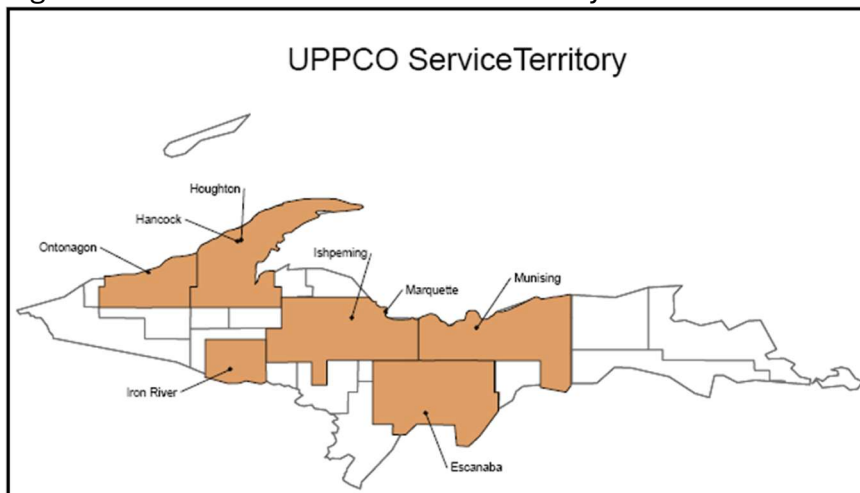 UPPCO ServiceTerritory
Houghton
Hancock
Ontonagon
Ishpeming
Marquette
Munising
Iron River
Escanaba